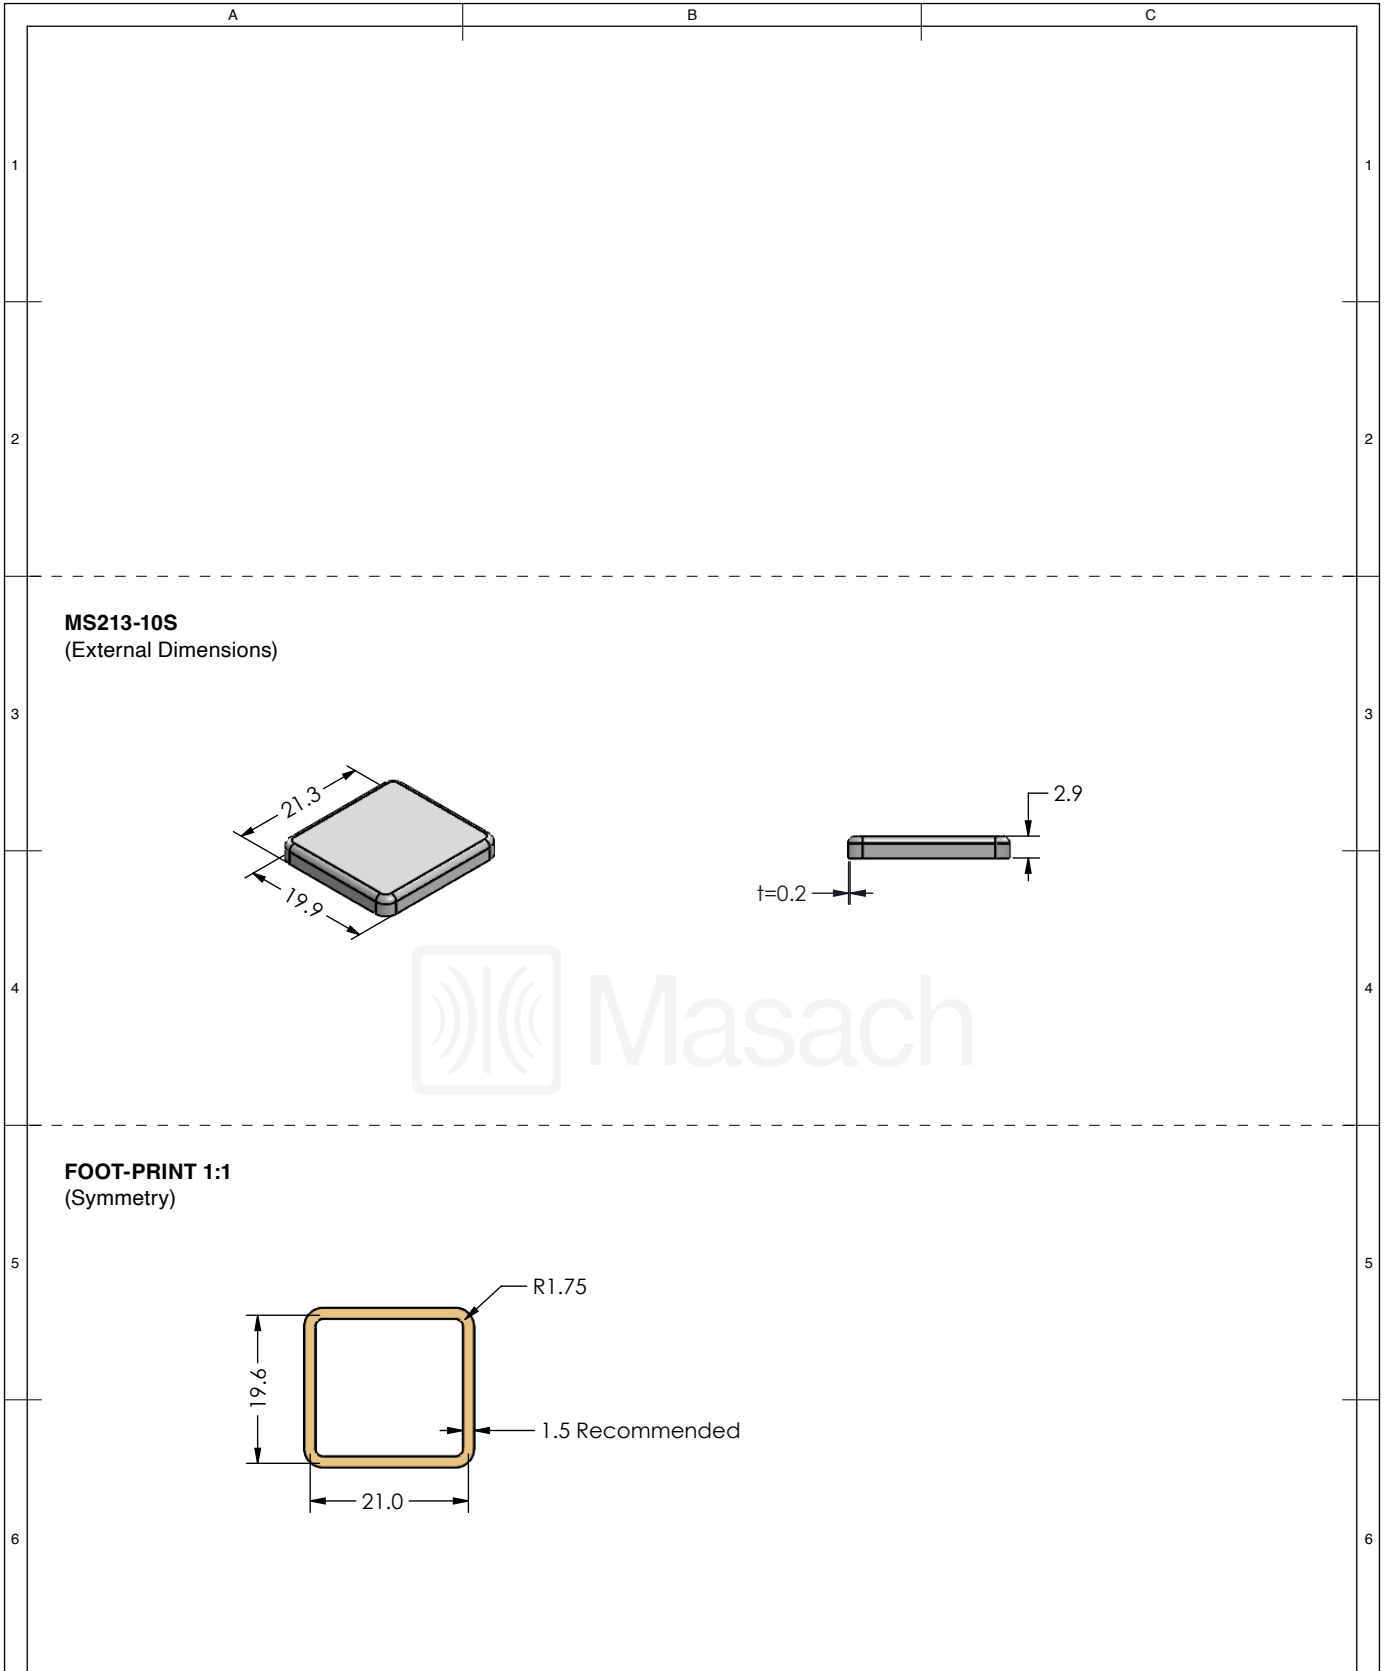 A B C
1 1
2 2
MS213-10S
(External Dimensions)
3 3
21.3
19.9
2.9
t=0.2
4 4
Masach
FOOT-PRINT 1:1
(Symmetry)
5 5
R1.75
19.6
1.5 Recommended
21.0
6 6